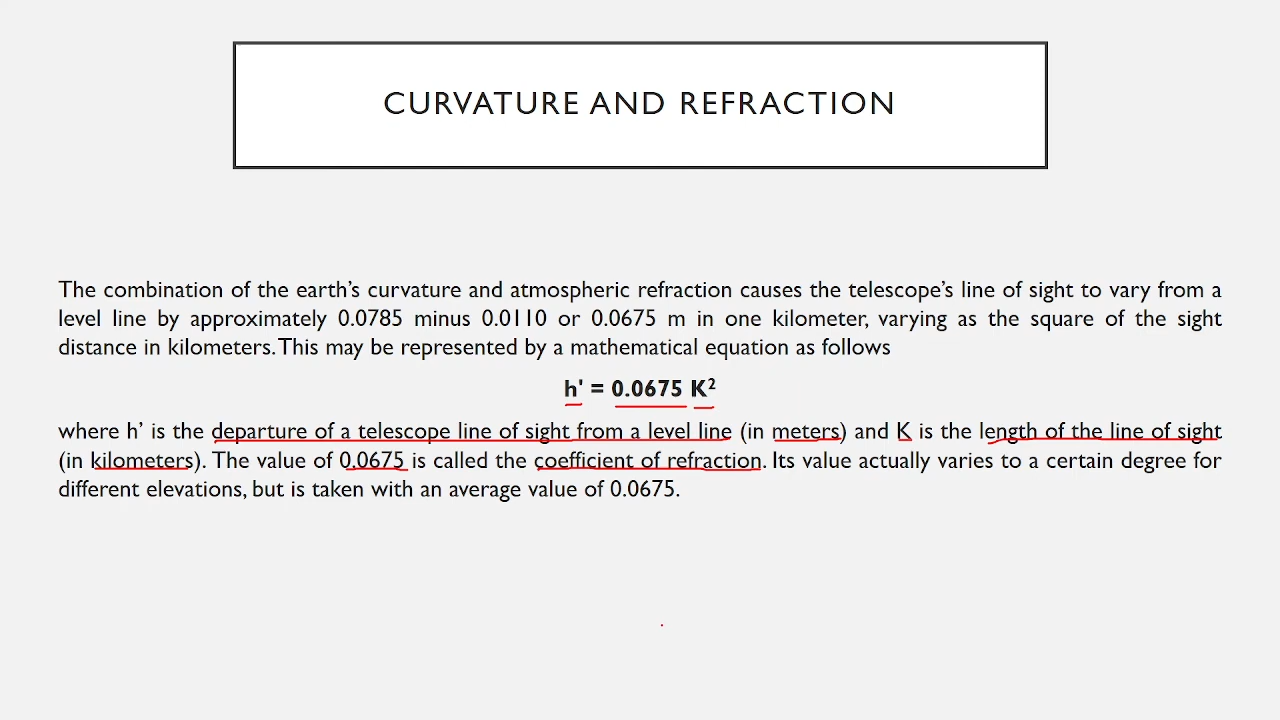 CURVATURE AND REFRACTION
The combination of the earth's curvature and atmospheric refraction causes the telescope's line of sight to vary from a
level line by approximately 0.0785 minus 0.0110 or 0.0675 m in one kilometer, varying as the square of the sight
distance in kilometers. This may be represented by a mathematical equation as follows
h' = 0.0675 K²
where h' is the departure of a telescope line of sight from a level line (in meters) and K is the length of the line of sight
(in kilometers). The value of 0.0675 is called the coefficient of refraction. Its value actually varies to a certain degree for
different elevations, but is taken with an average value of 0.0675.